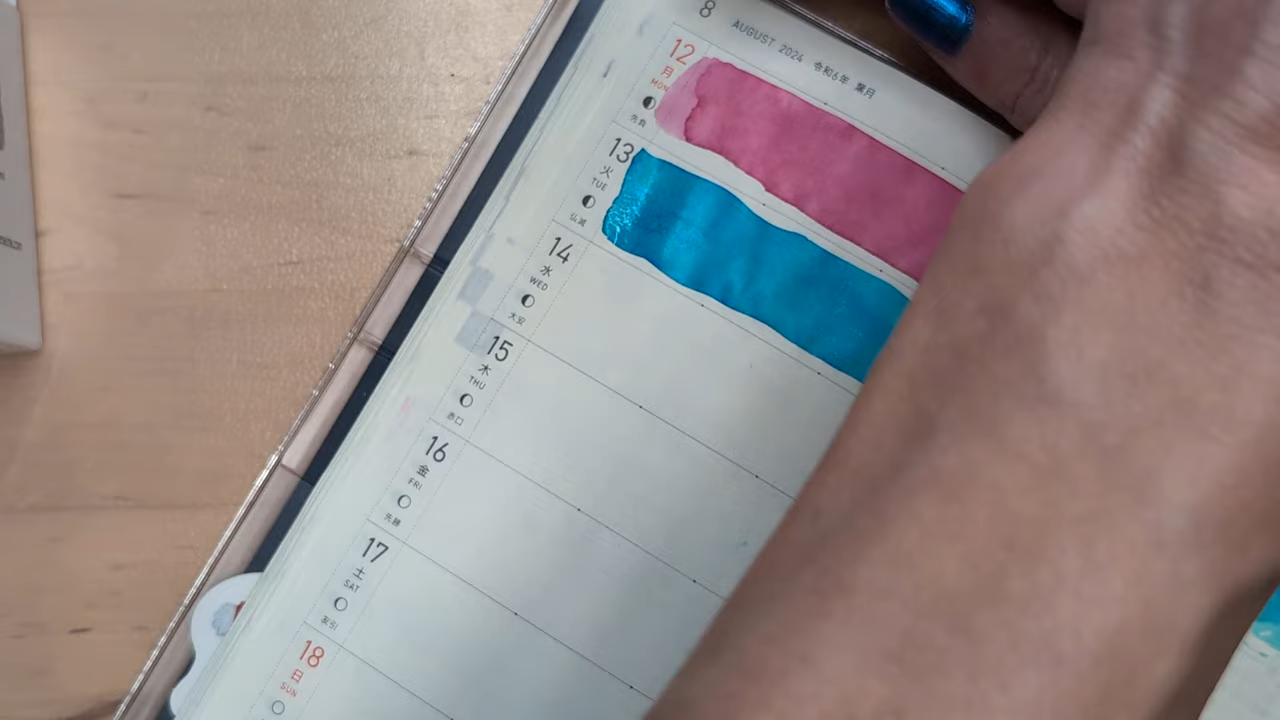 8 AUGUST 2024 令和6年 葉月
12
月
MON
先負
13
火
TUE
仏滅
14
水
WED
大安
15
木
THU
赤口
16
金
FRI
先勝
17
土
SAT
友引
18
日
SUN